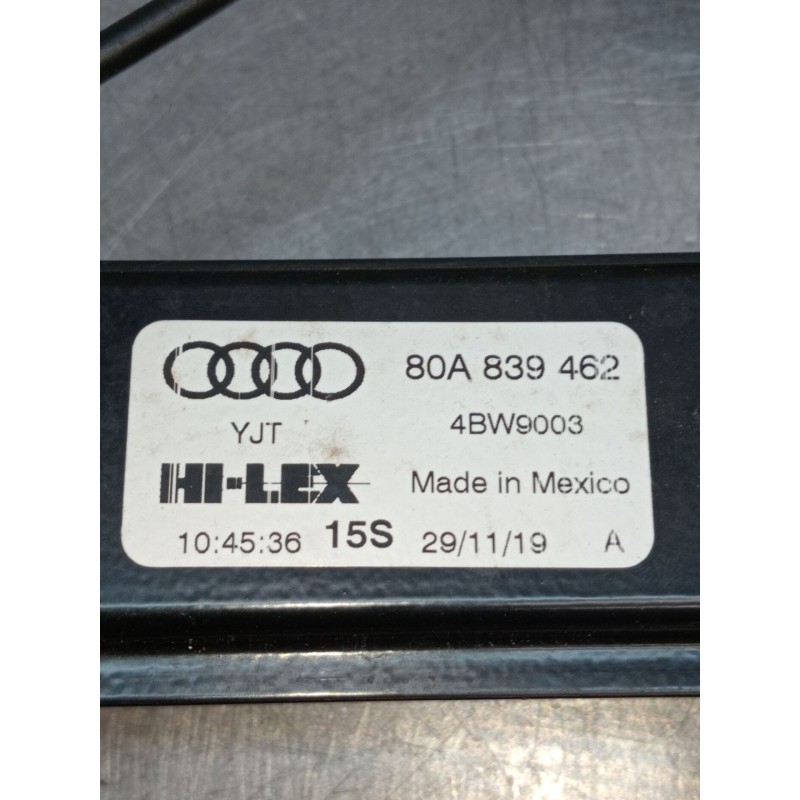 80A 839 462
YJT 4BW9003
HI-LEX Made in Mexico
10:45:36 15S 29/11/19 A